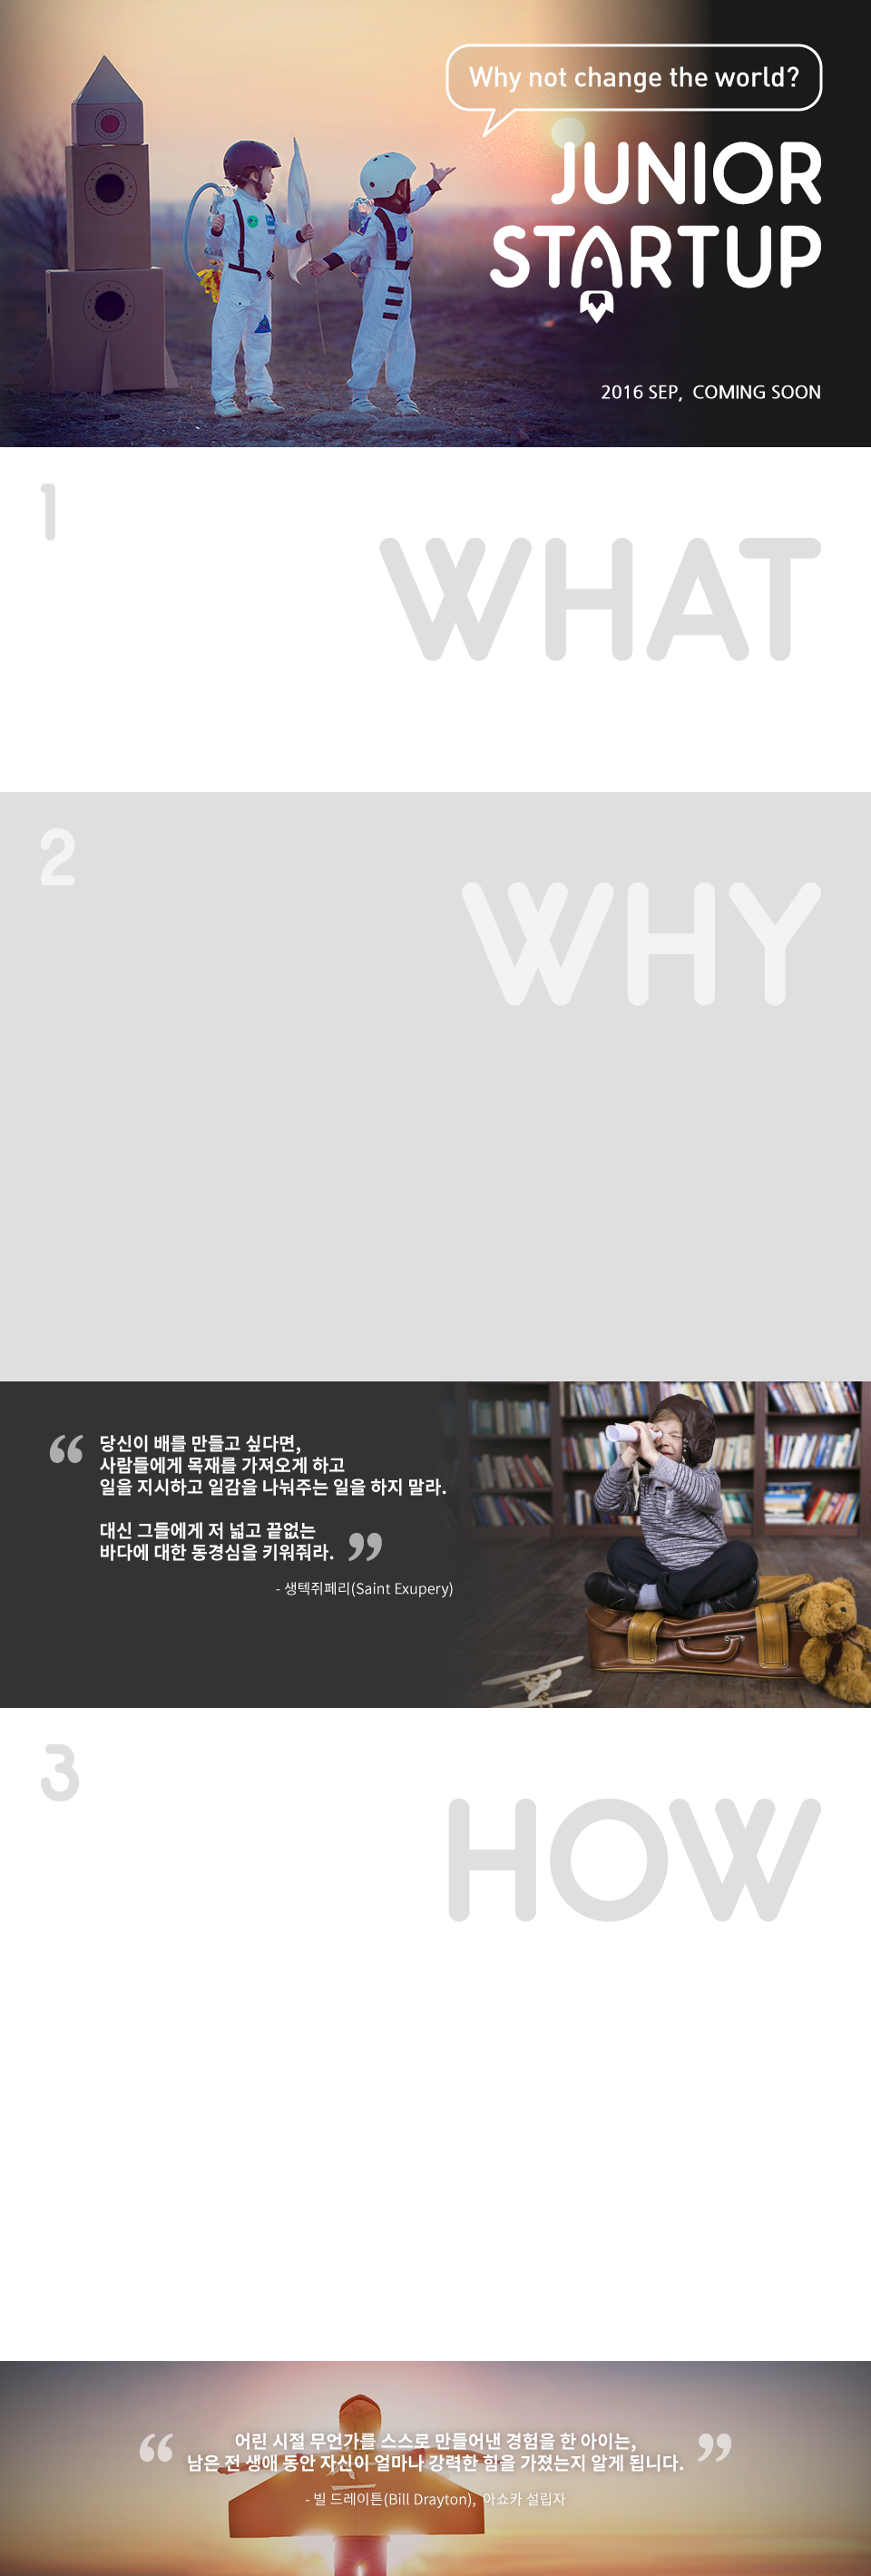 Why not change the world?
JUNIOR
STARTUP
2016 SEP, COMING SOON
1
WHAT
2
WHY
“ 당신이 배를 만들고 싶다면,
사람들에게 목재를 가져오게 하고
일을 지시하고 일감을 나눠주는 일을 하지 말라.
대신 그들에게 저 넓고 끝없는
바다에 대한 동경심을 키워줘라. ”
- 생텍쥐페리(Saint Exupery)
3
HOW
“ 어린 시절 무언가를 스스로 만들어낸 경험을 한 아이는,
남은 전 생애 동안 자신이 얼마나 강력한 힘을 가졌는지 알게 됩니다. ”
- 빌 드레이튼(Bill Drayton), 아쇼카 설립자